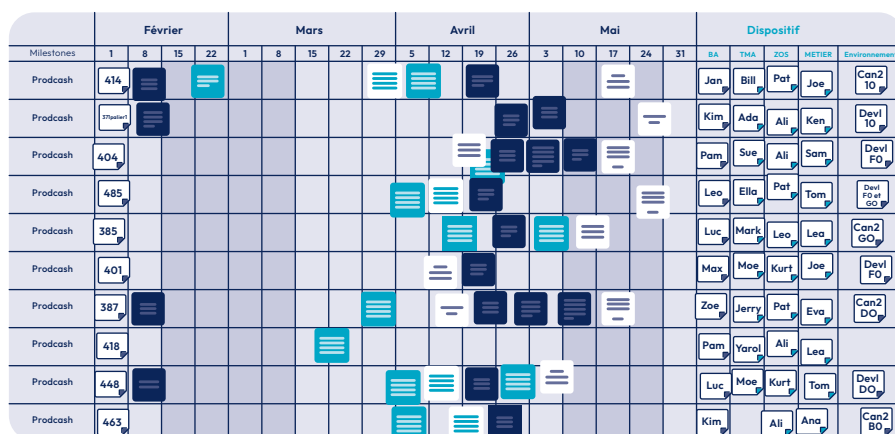 Février Mars Avril Mai Dispositif
Milestones 1 8 15 22 1 8 15 22 29 5 12 19 26 3 10 17 24 31 BA TMA ZOS METIER Environnemen
Prodcash 414 Jan Bill Pat Joe Can2 10
Prodcash 371palier1 Kim Ada Ali Ken Devl 10
Prodcash 404 Pam Sue Ali Sam Devl F0
Prodcash 485 Leo Ella Pat Tom Devl F0 et GO
Prodcash 385 Luc Mark Leo Lea Can2 GO
Prodcash 401 Max Moe Kurt Joe Devl F0
Prodcash 387 Zoe Jerry Pat Eva Can2 DO
Prodcash 418 Pam Yarol Ali Lea
Prodcash 448 Luc Moe Kurt Tom Devl DO
Prodcash 463 Kim Ali Ana Can2 B0